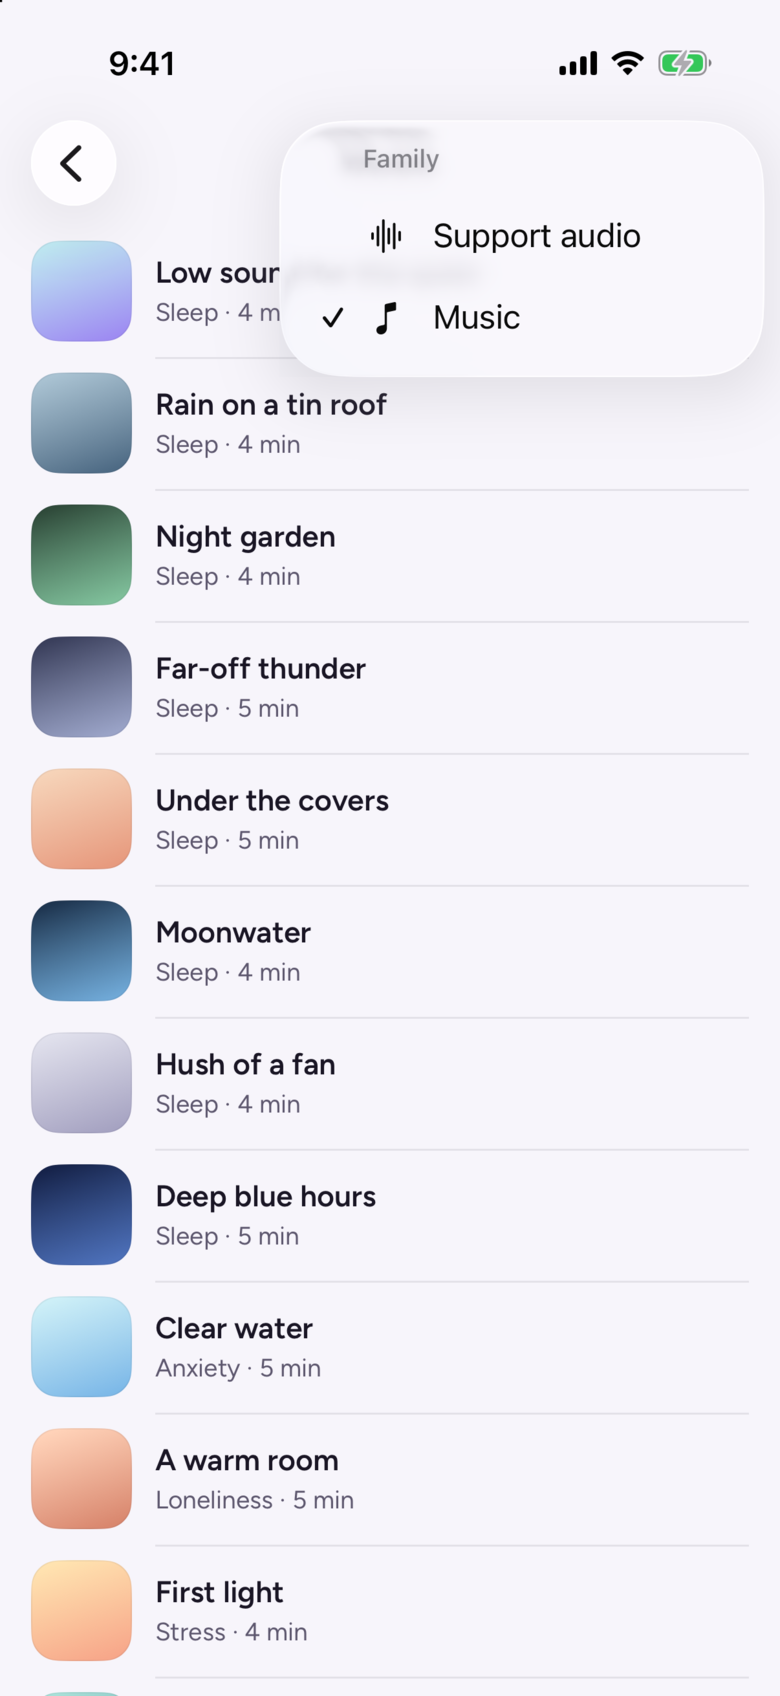 9:41
Family
Support audio
Music
Low soun
Sleep · 4 m
Rain on a tin roof
Sleep · 4 min
Night garden
Sleep · 4 min
Far-off thunder
Sleep · 5 min
Under the covers
Sleep · 5 min
Moonwater
Sleep · 4 min
Hush of a fan
Sleep · 4 min
Deep blue hours
Sleep · 5 min
Clear water
Anxiety · 5 min
A warm room
Loneliness · 5 min
First light
Stress · 4 min